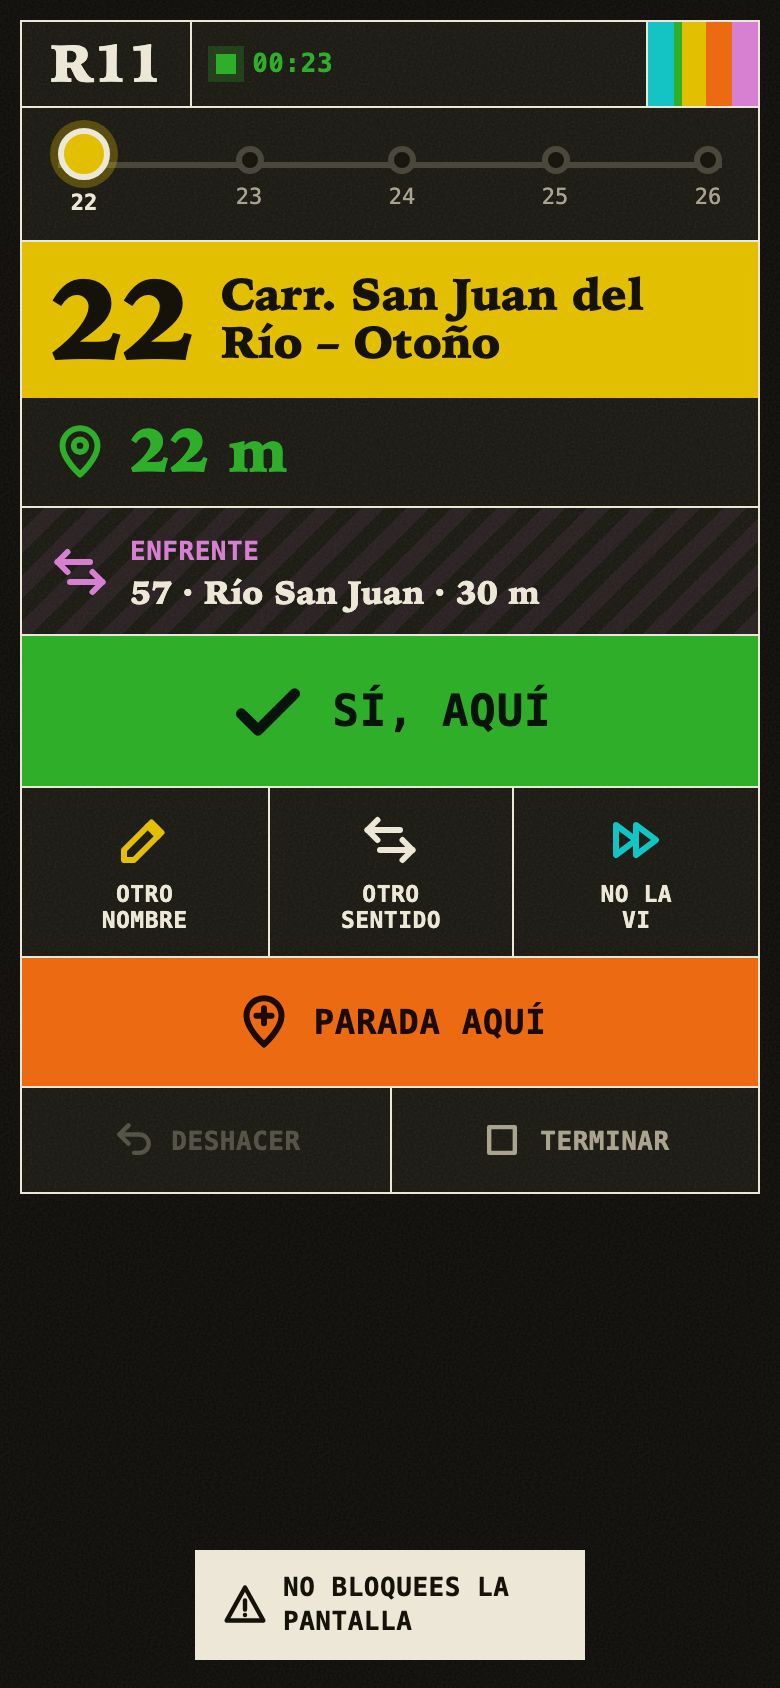 R11
00:23
22
23
24
25
26
22
Carr. San Juan del
Río – Otoño
22 m
ENFRENTE
57 · Río San Juan · 30 m
SÍ, AQUÍ
OTRO
NOMBRE
OTRO
SENTIDO
NO LA
VI
PARADA AQUÍ
DESHACER
TERMINAR
NO BLOQUEES LA
PANTALLA